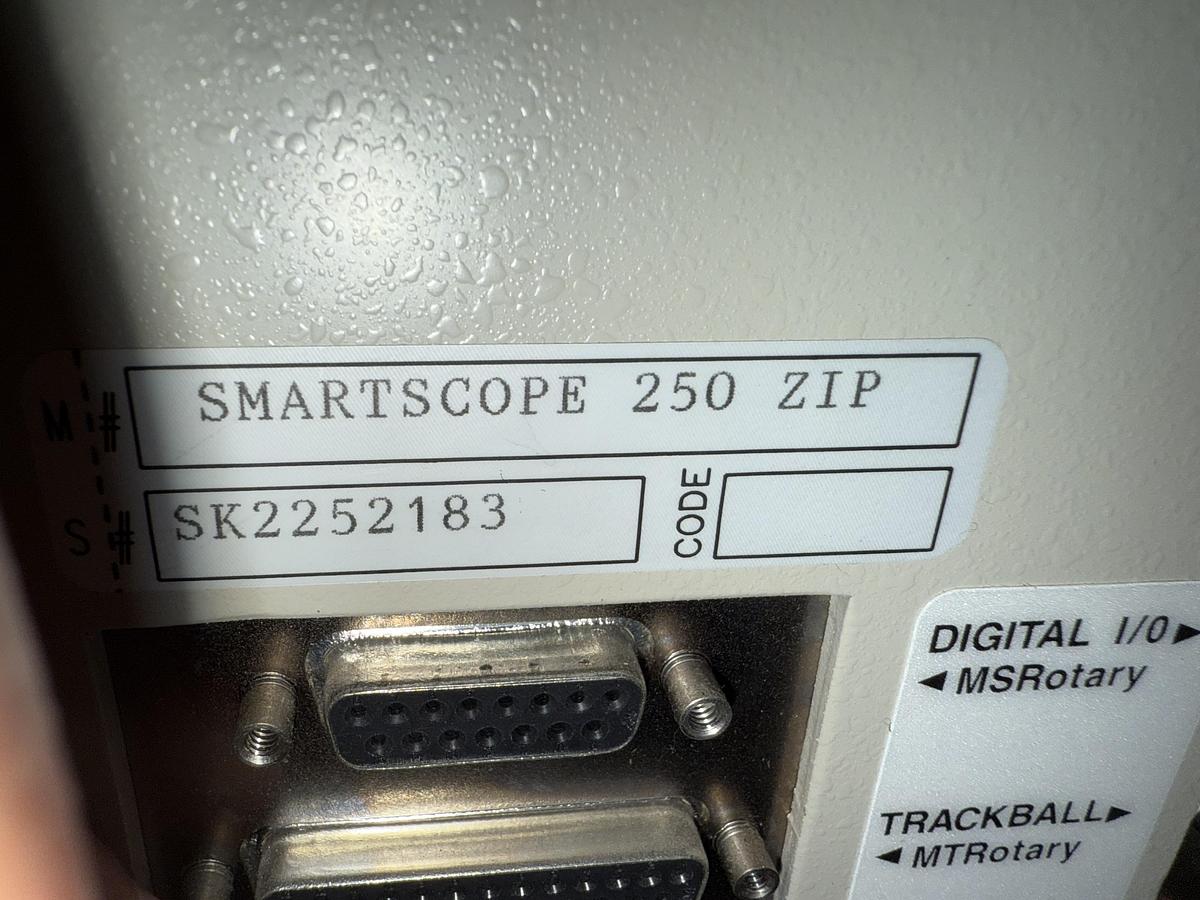 M# SMARTSCOPE 250 ZIP
S# SK2252183 CODE
DIGITAL I/O►
◄MSRotary
TRACKBALL►
◄MTRotary